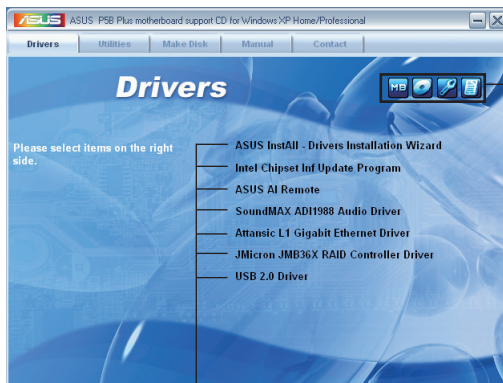 ASUS P5B Plus motherboard support CD for Windows XP Home/Professional
Drivers
Utilities
Make Disk
Manual
Contact
Drivers
MB
Please select items on the right
side.
ASUS InstAll - Drivers Installation Wizard
Intel Chipset Inf Update Program
ASUS AI Remote
SoundMAX ADI1988 Audio Driver
Attansic L1 Gigabit Ethernet Driver
JMicron JMB36X RAID Controller Driver
USB 2.0 Driver